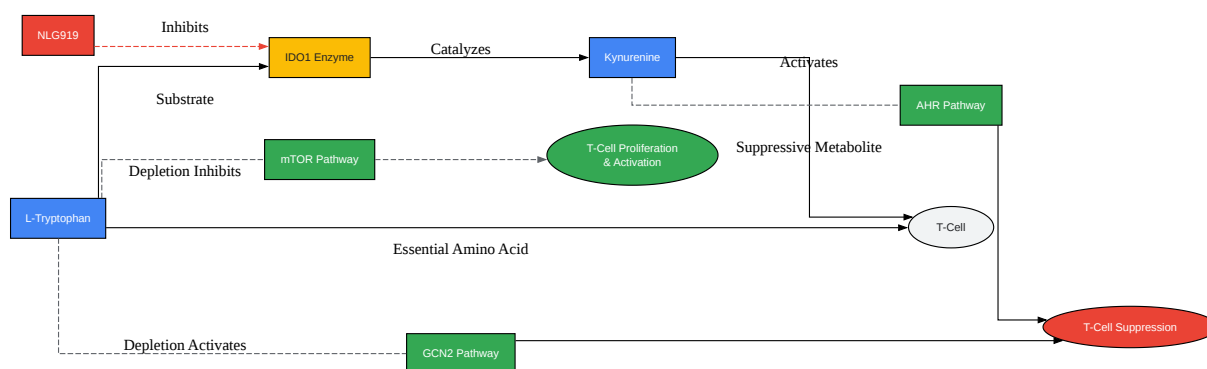 NLG919
Inhibits
IDO1 Enzyme
Catalyzes
Kynurenine
Activates
AHR Pathway
Substrate
mTOR Pathway
Depletion Inhibits
T-Cell Proliferation
& Activation
Suppressive Metabolite
L-Tryptophan
T-Cell
Essential Amino Acid
T-Cell Suppression
Depletion Activates
GCN2 Pathway